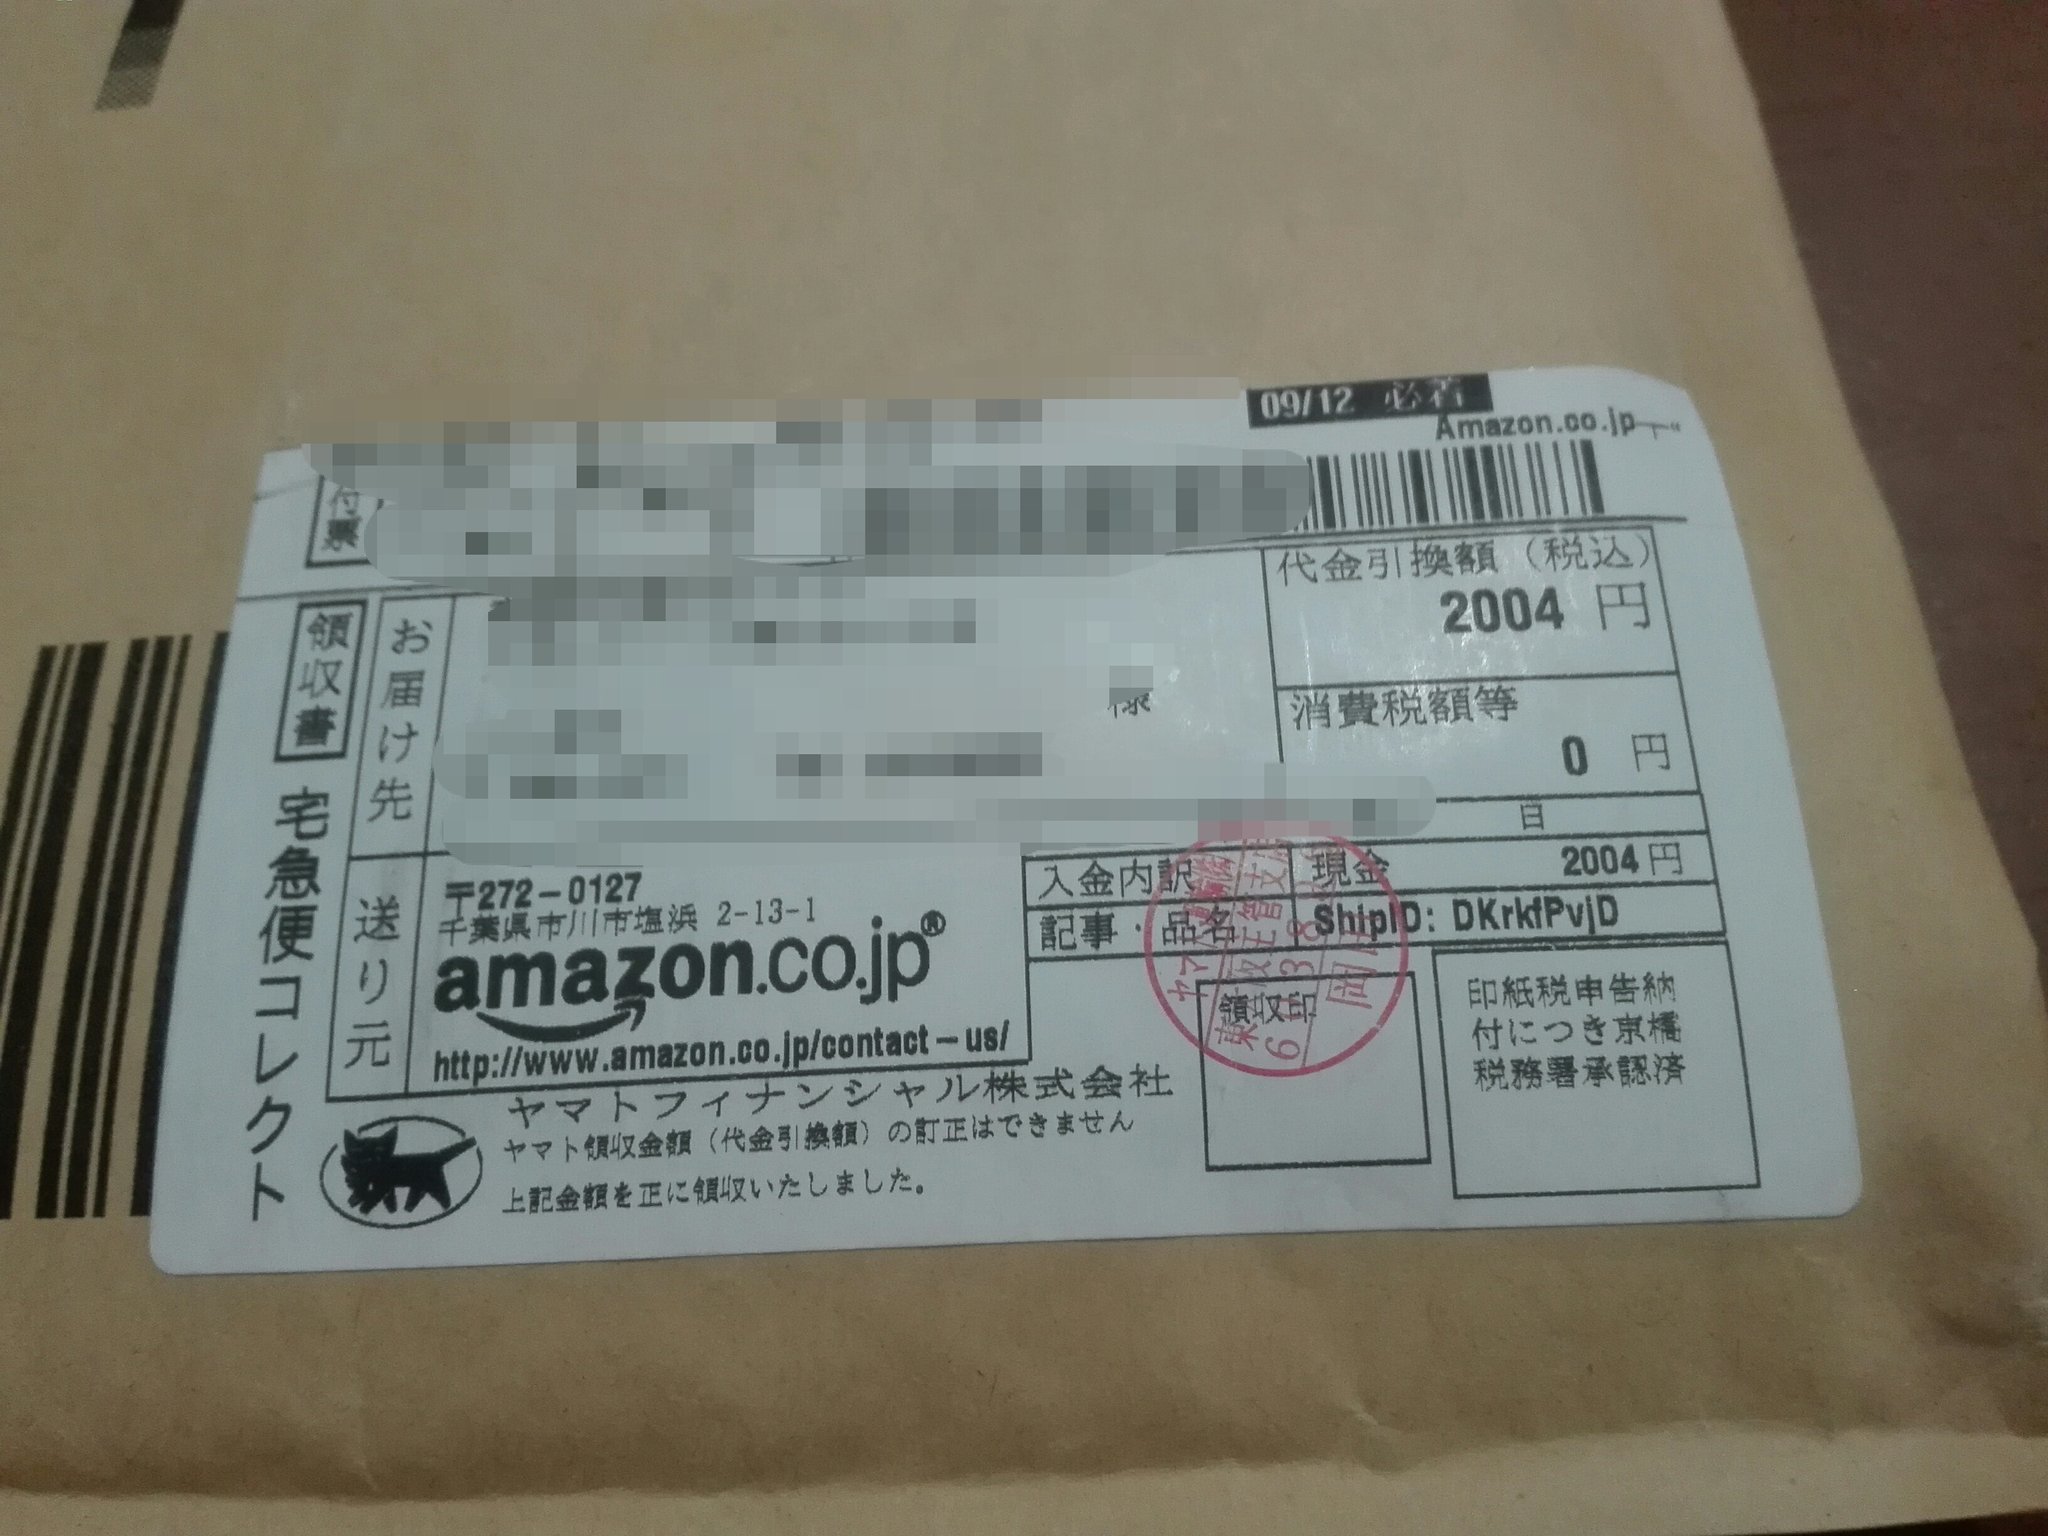 09/12 必着
Amazon.co.jp
付票
代金引換額(税込)
2004 円
領収書
お届け先
様
消費税額等
0 円
日
宅急便コレクト
送り元
〒272-0127
千葉県市川市塩浜 2-13-1
amazon.co.jp®
http://www.amazon.co.jp/contact-us/
入金内訳 現金 2004円
記事・品名 ShipID: DKrkfPvjD
領収印
印紙税申告納
付につき京橋
税務署承認済
ヤマトフィナンシャル株式会社
ヤマト領収金額(代金引換額)の訂正はできません
上記金額を正に領収いたしました。